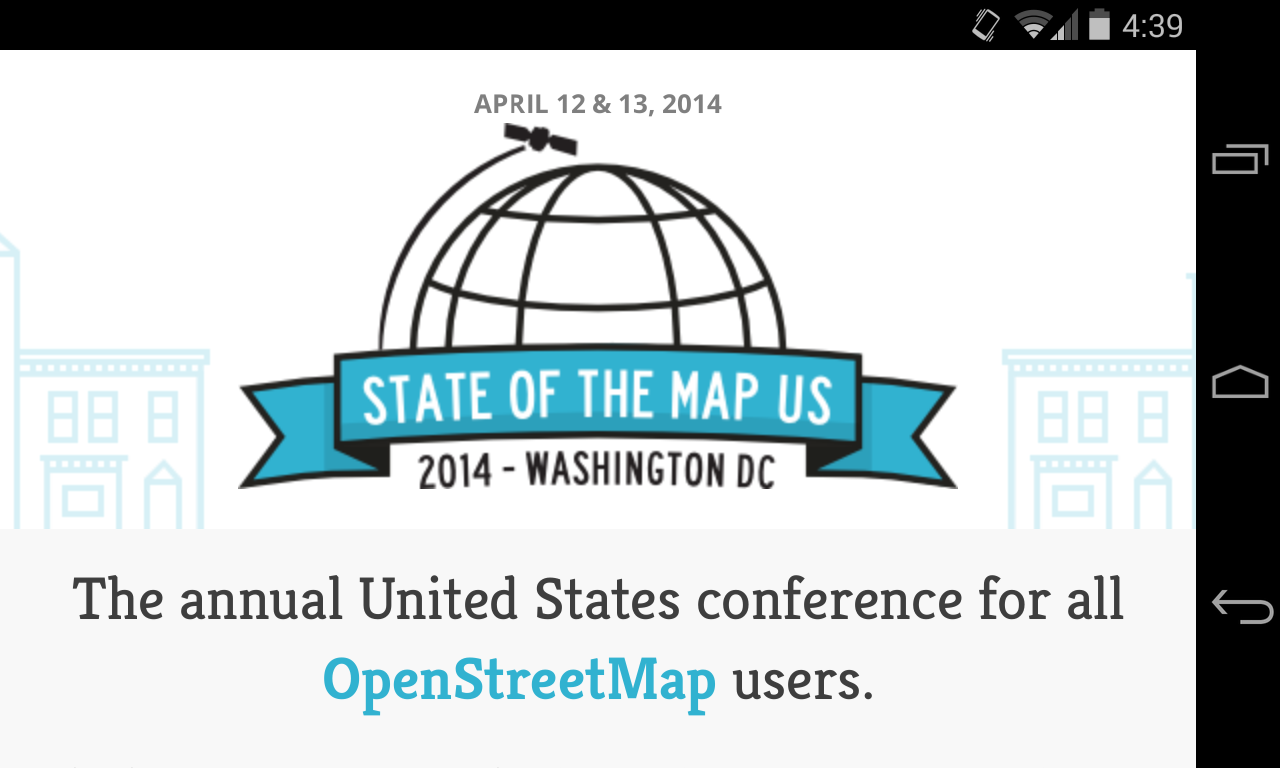 4:39
APRIL 12 & 13, 2014
STATE OF THE MAP US
2014 - WASHINGTON DC
The annual United States conference for all
OpenStreetMap users.